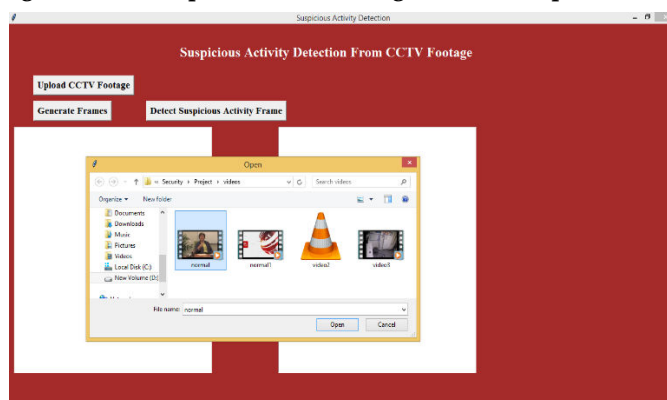 Suspicious Activity Detection
Suspicious Activity Detection From CCTV Footage
Upload CCTV Footage
Generate Frames
Detect Suspicious Activity Frame
Open
« Security › Project › videos
Search videos
Organize
New folder
Documents
Downloads
Music
Pictures
Videos
Local Disk (C:)
New Volume (D:)
normal
normal1
video2
video3
File name: normal
Open
Cancel